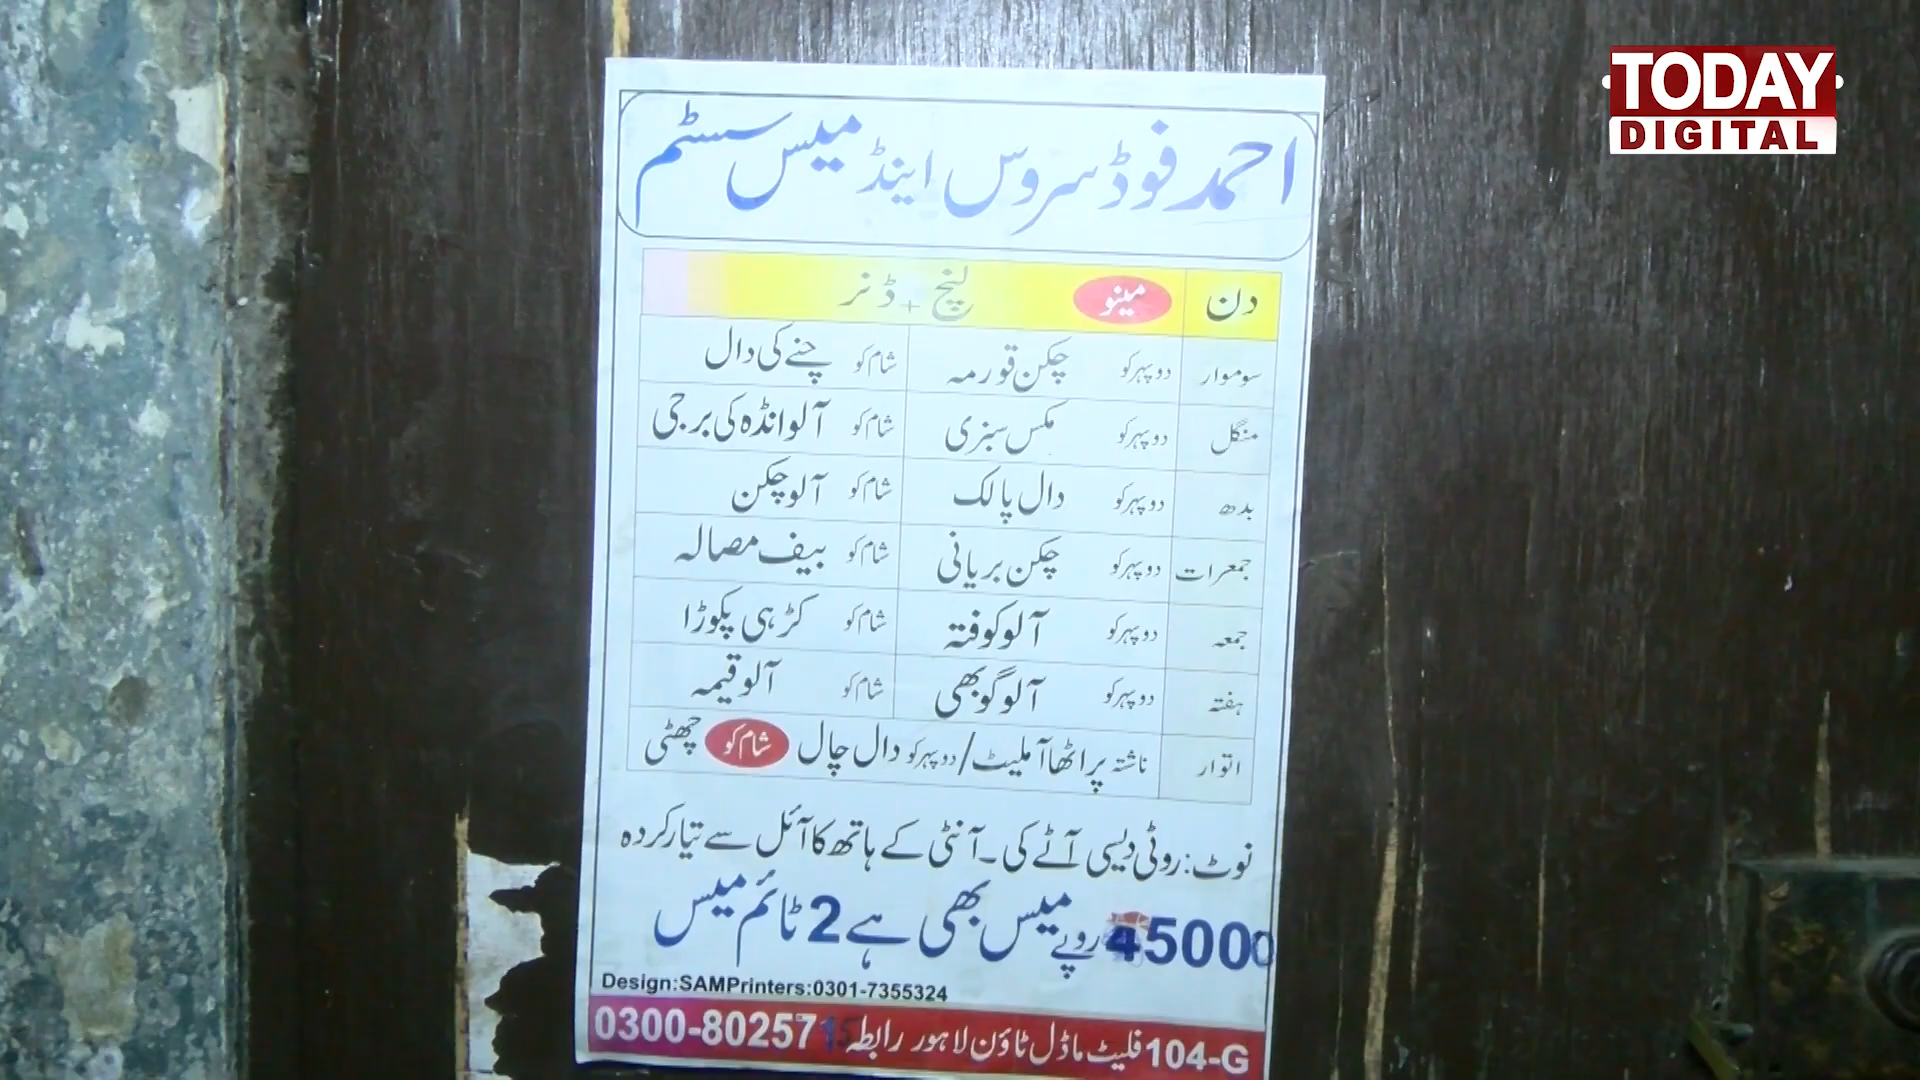 TODAY
DIGITAL
احمد فوڈ سروس اینڈ میس سسٹم
دن مینو لنچ + ڈنر
سوموار دوپہر کو چکن قورمہ شام کو چنے کی دال
منگل دوپہر کو مکس سبزی شام کو آلو انڈہ کی برجی
بدھ دوپہر کو دال پالک شام کو آلو چکن
جمعرات دوپہر کو چکن بریانی شام کو بیف مصالہ
جمعہ دوپہر کو آلو کوفتہ شام کو کڑہی پکوڑا
ہفتہ دوپہر کو آلو گوبھی شام کو آلو قیمہ
اتوار ناشتہ پراٹھا آملیٹ / دوپہر کو دال چال شام کو چھٹی
نوٹ: روٹی دیسی آٹے کی۔ آنٹی کے ہاتھ کا آئل سے تیار کردہ
روپے میس بھی ہے 2 ٹائم میس
Design:SAMPrinters:0301-7355324
104-G فلیٹ ماڈل ٹاؤن لاہور رابطہ 0300-80257